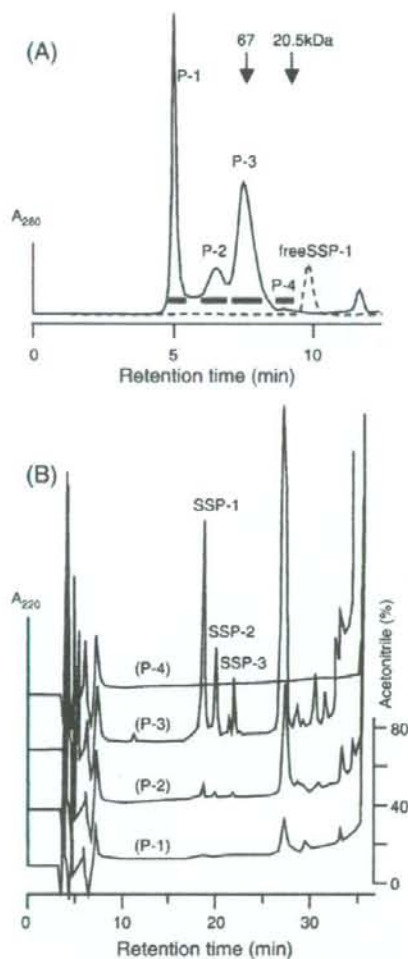 (A)
67
20.5kDa
P-1
P-3
P-2
freeSSP-1
P-4
A280
0
5
10
Retention time (min)
(B)
SSP-1
A220
SSP-2
SSP-3
Acetonitrile (%)
(P-4)
(P-3)
80
(P-2)
40
(P-1)
0
0
10
20
30
Retention time (min)